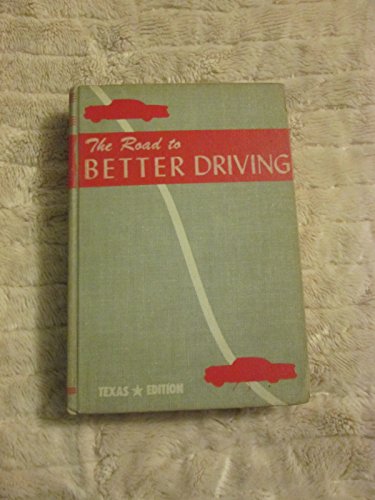 The Road to
BETTER DRIVING
TEXAS ★ EDITION